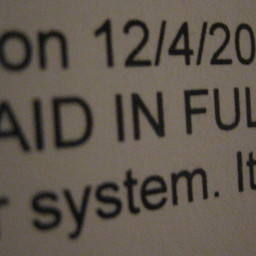 on 12/4/20
AID IN FUL
r system. It